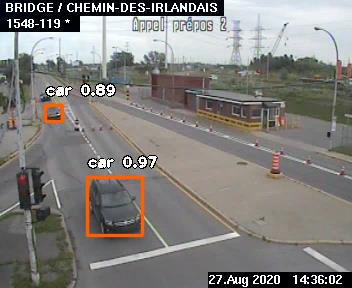 BRIDGE / CHEMIN-DES-IRLANDAIS
1548-119 *
Appel prépos 2
car 0.89
car 0.97
27.Aug 2020 14:36:02